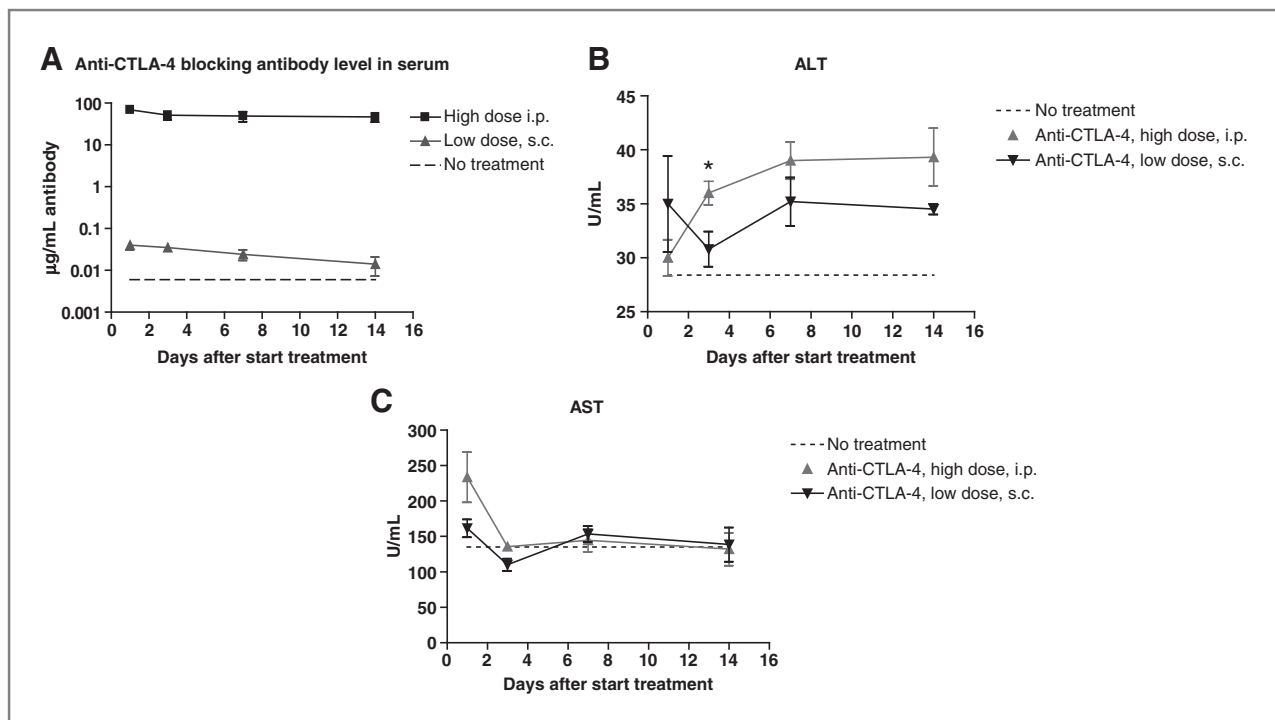 A Anti-CTLA-4 blocking antibody level in serum
100
10
1
0.1
0.01
0.001
µg/mL antibody
0 2 4 6 8 10 12 14 16
Days after start treatment
High dose i.p.
Low dose, s.c.
No treatment
B ALT
45
40
35
30
25
U/mL
*
0 2 4 6 8 10 12 14 16
Days after start treatment
No treatment
Anti-CTLA-4, high dose, i.p.
Anti-CTLA-4, low dose, s.c.
C AST
300
250
200
150
100
50
0
U/mL
0 2 4 6 8 10 12 14 16
Days after start treatment
No treatment
Anti-CTLA-4, high dose, i.p.
Anti-CTLA-4, low dose, s.c.